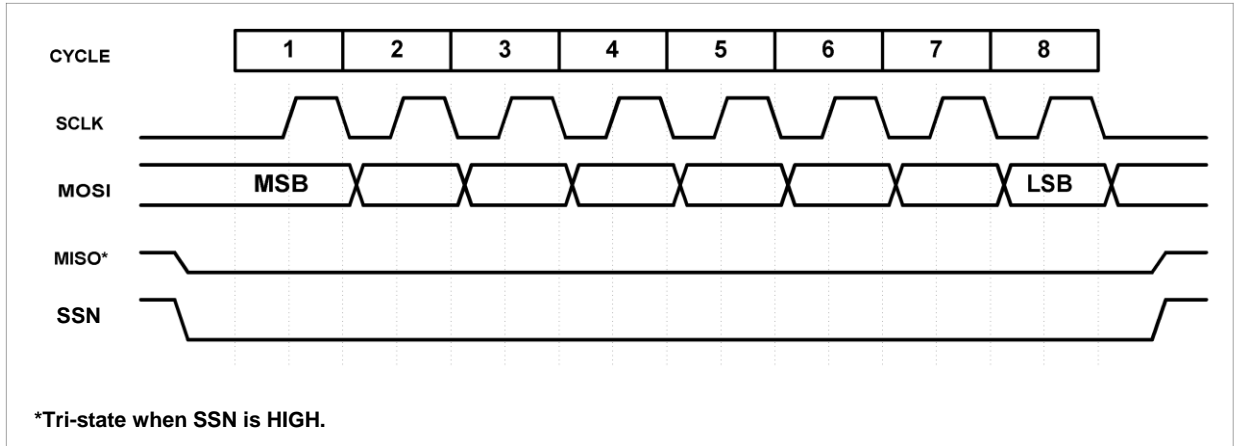 CYCLE 1 2 3 4 5 6 7 8
SCLK
MOSI MSB LSB
MISO*
SSN
*Tri-state when SSN is HIGH.